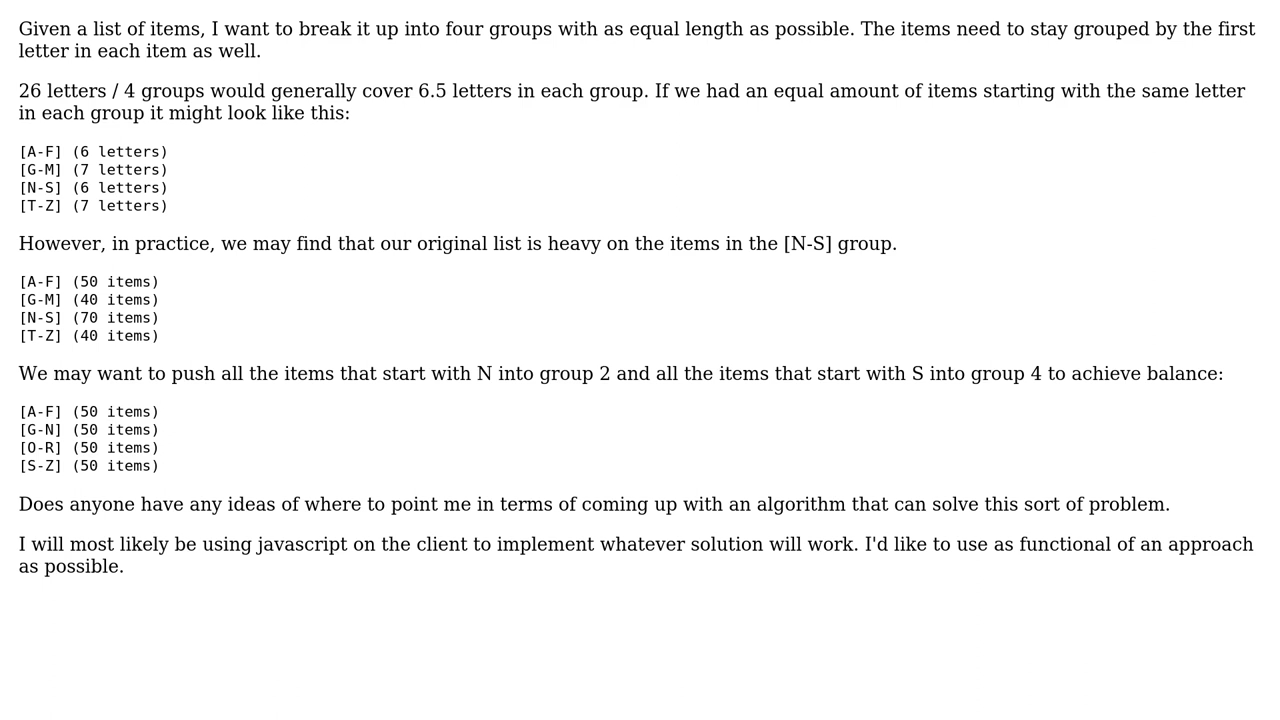 Given a list of items, I want to break it up into four groups with as equal length as possible. The items need to stay grouped by the first
letter in each item as well.
26 letters / 4 groups would generally cover 6.5 letters in each group. If we had an equal amount of items starting with the same letter
in each group it might look like this:
[A-F] (6 letters)
[G-M] (7 letters)
[N-S] (6 letters)
[T-Z] (7 letters)
However, in practice, we may find that our original list is heavy on the items in the [N-S] group.
[A-F] (50 items)
[G-M] (40 items)
[N-S] (70 items)
[T-Z] (40 items)
We may want to push all the items that start with N into group 2 and all the items that start with S into group 4 to achieve balance:
[A-F] (50 items)
[G-N] (50 items)
[O-R] (50 items)
[S-Z] (50 items)
Does anyone have any ideas of where to point me in terms of coming up with an algorithm that can solve this sort of problem.
I will most likely be using javascript on the client to implement whatever solution will work. I'd like to use as functional of an approach
as possible.